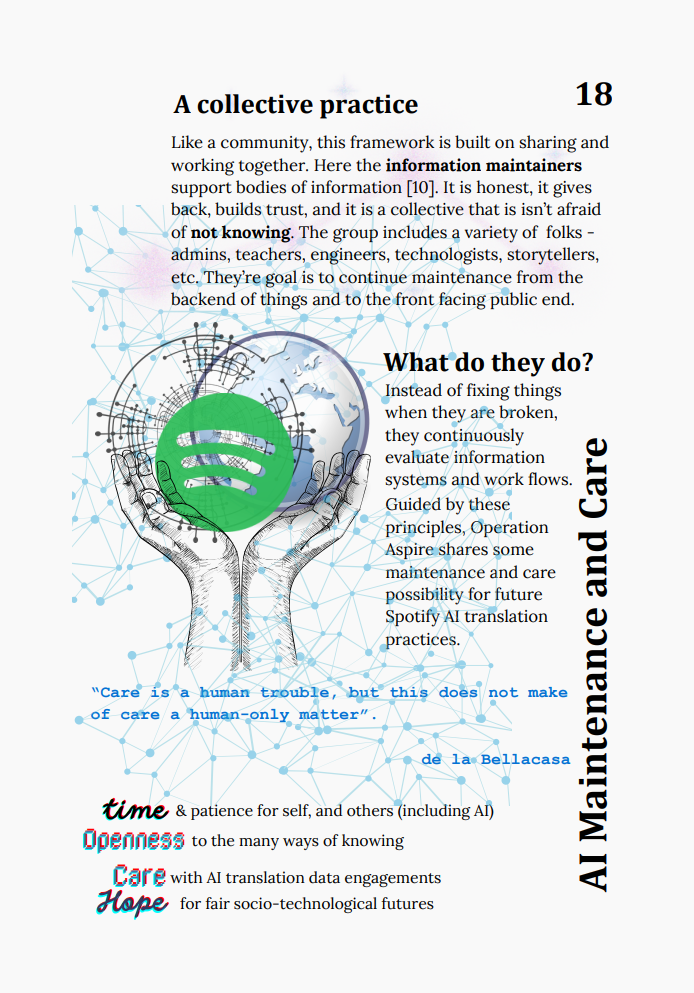 18
A collective practice
Like a community, this framework is built on sharing and
working together. Here the information maintainers
support bodies of information [10]. It is honest, it gives
back, builds trust, and it is a collective that is isn’t afraid
of not knowing. The group includes a variety of folks -
admins, teachers, engineers, technologists, storytellers,
etc. They’re goal is to continue maintenance from the
backend of things and to the front facing public end.
What do they do?
Instead of fixing things
when they are broken,
they continuously
evaluate information
systems and work flows.
Guided by these
principles, Operation
Aspire shares some
maintenance and care
possibility for future
Spotify AI translation
practices.
AI Maintenance and Care
“Care is a human trouble, but this does not make
of care a human-only matter”.
de la Bellacasa
time & patience for self, and others (including AI)
Openness to the many ways of knowing
Care with AI translation data engagements
Hope for fair socio-technological futures